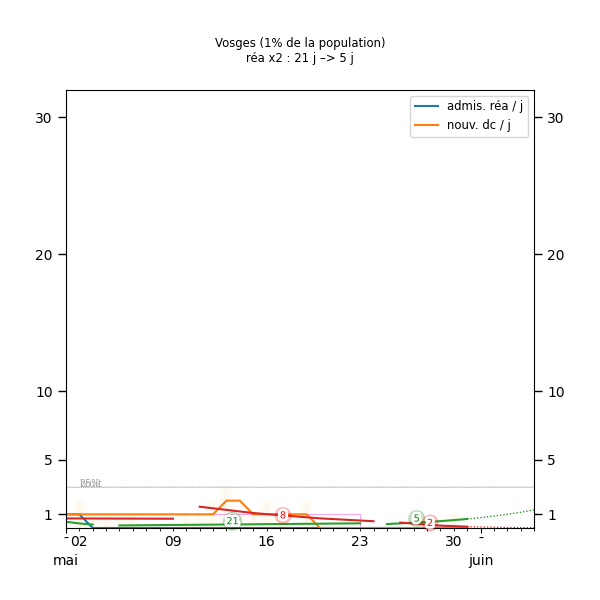 Vosges (1% de la population)
réa x2 : 21 j –> 5 j
admis. réa / j
nouv. dc / j
30 30
20 20
10 10
5 5
1 1
21 8 5 2
02 09 16 23 30 -
mai juin